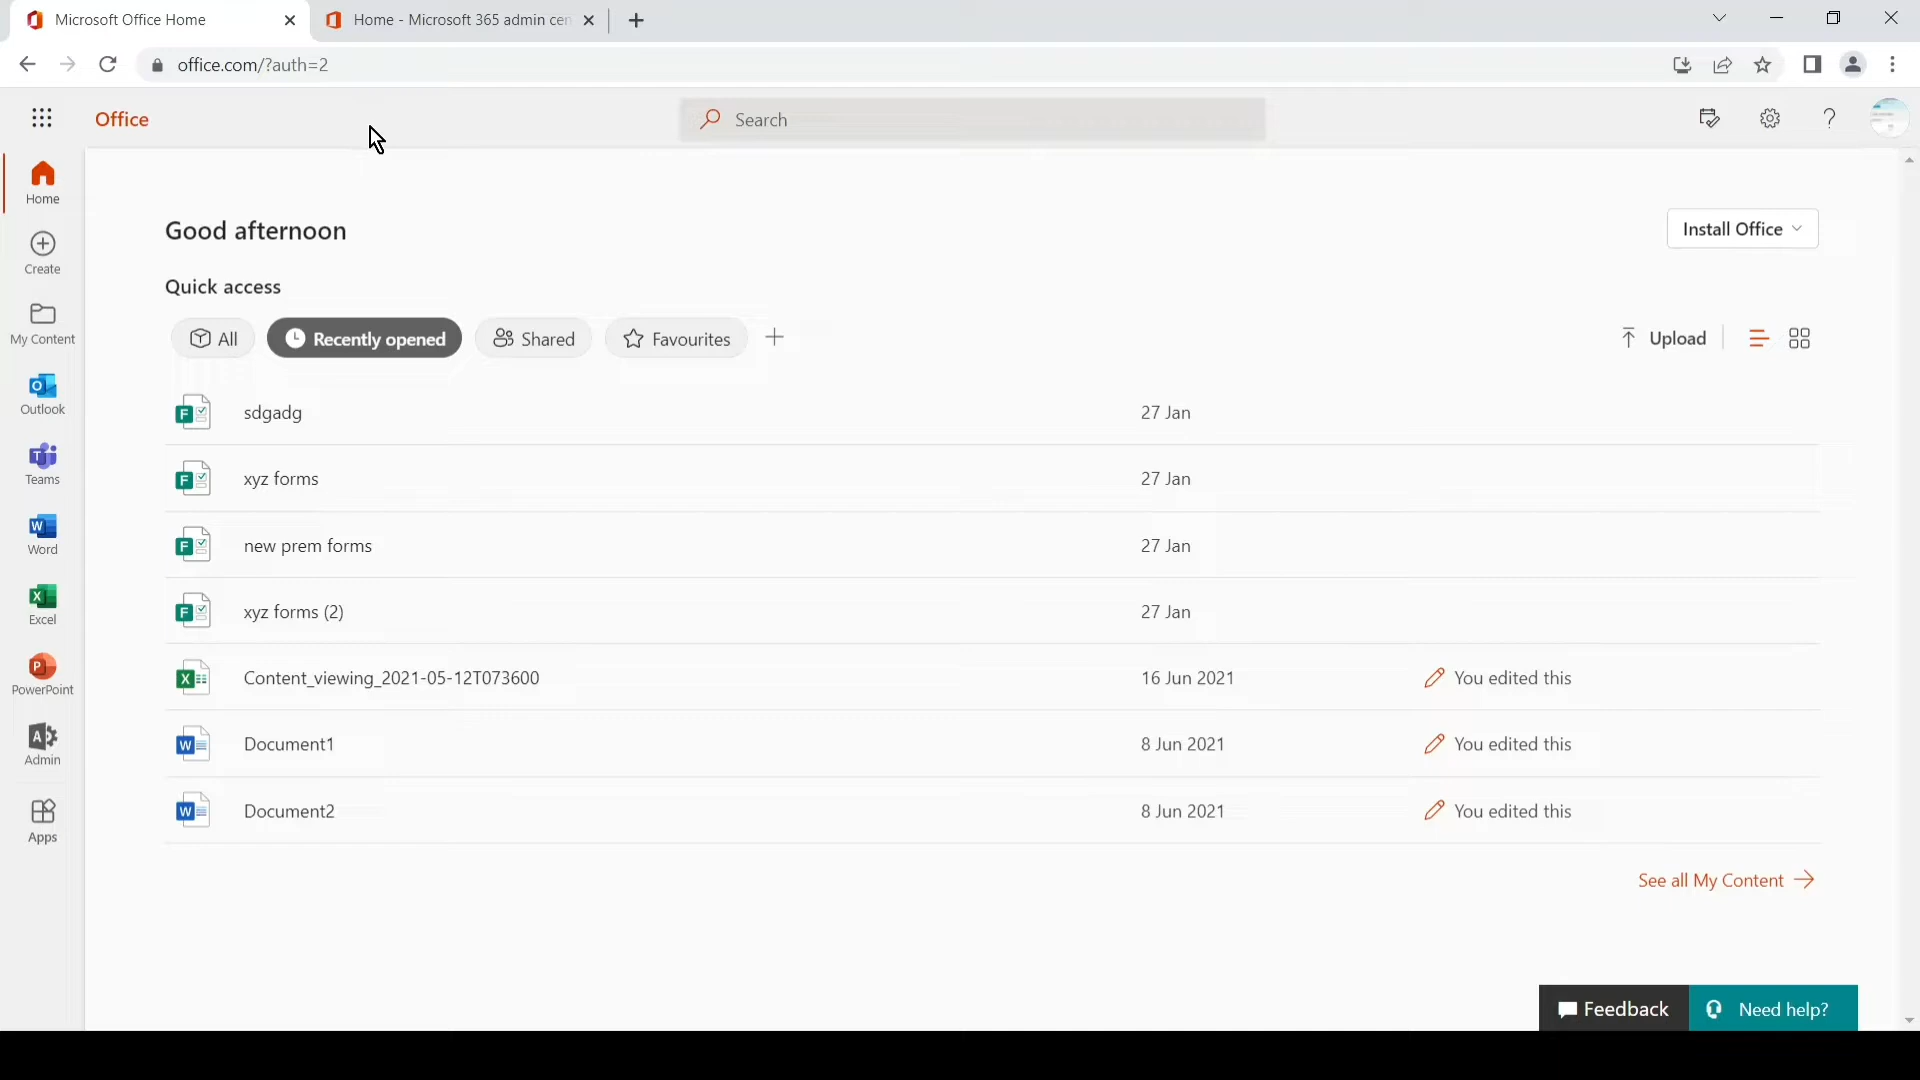 Microsoft Office Home
Home - Microsoft 365 admin cen
office.com/?auth=2
Office
Search
Home
Create
My Content
Outlook
Teams
Word
Excel
PowerPoint
Admin
Apps
Good afternoon
Install Office
Quick access
All
Recently opened
Shared
Favourites
Upload
sdgadg 27 Jan
xyz forms 27 Jan
new prem forms 27 Jan
xyz forms (2) 27 Jan
Content_viewing_2021-05-12T073600 16 Jun 2021 You edited this
Document1 8 Jun 2021 You edited this
Document2 8 Jun 2021 You edited this
See all My Content
Feedback
Need help?